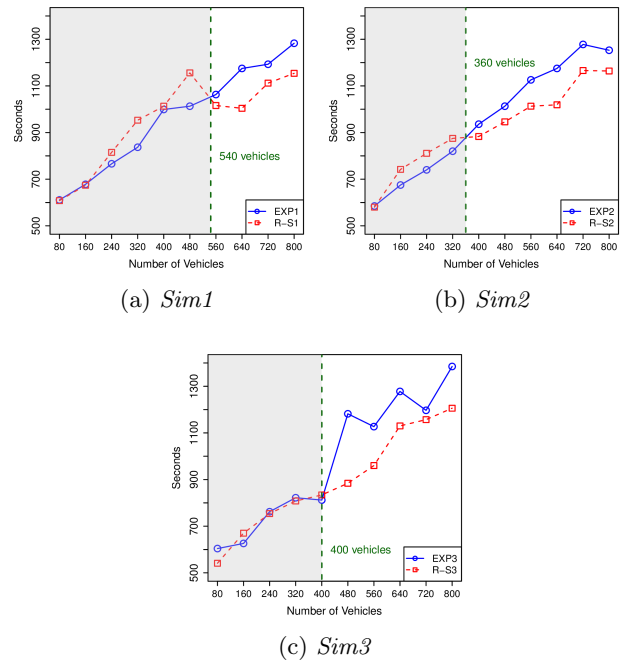 Seconds
500 700 900 1100 1300
540 vehicles
EXP1
R-S1
80 160 240 320 400 480 560 640 720 800
Number of Vehicles
(a) Sim1
500 700 900 1100 1300
360 vehicles
EXP2
R-S2
80 160 240 320 400 480 560 640 720 800
Number of Vehicles
(b) Sim2
Seconds
500 700 900 1100 1300
400 vehicles
EXP3
R-S3
80 160 240 320 400 480 560 640 720 800
Number of Vehicles
(c) Sim3